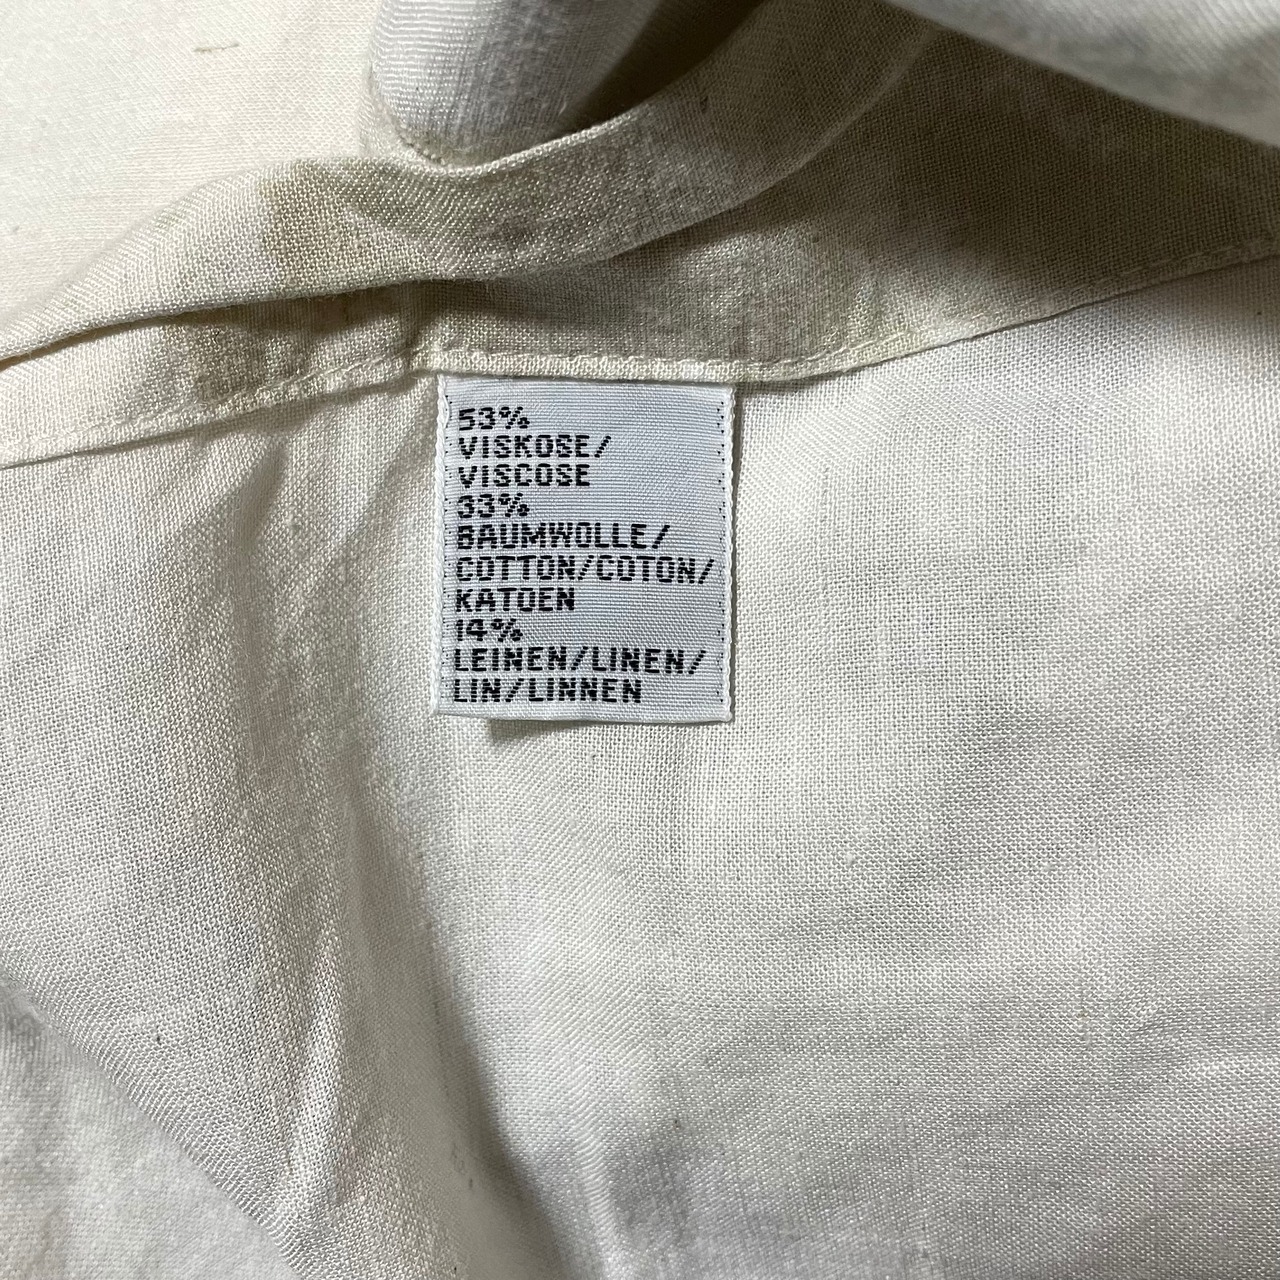 53%
VISKOSE/
VISCOSE
33%
BAUMWOLLE/
COTTON/COTON/
KATOEN
14%
LEINEN/LINEN/
LIN/LINNEN